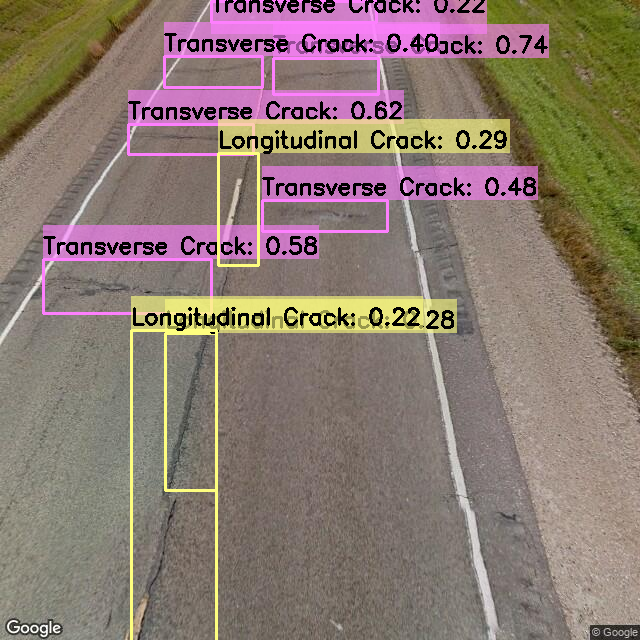 Transverse Crack: 0.22
Transverse Crack: 0.40
ack: 0.74
Transverse Crack: 0.62
Longitudinal Crack: 0.29
Transverse Crack: 0.48
Transverse Crack: 0.58
Longitudinal Crack: 0.22
28
Google
© Google